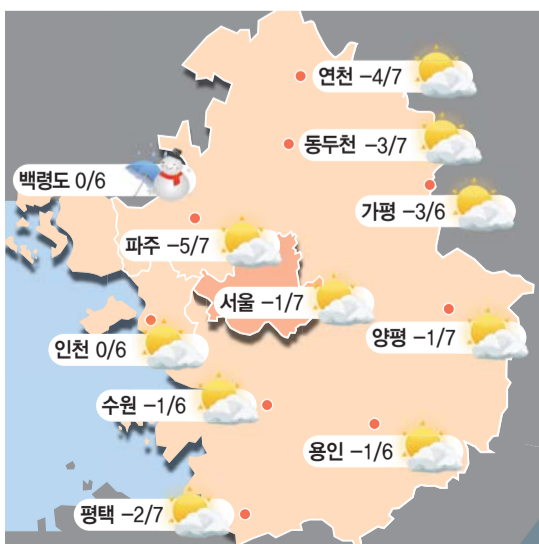 연천 -4/7
동두천 -3/7
백령도 0/6
가평 -3/6
파주 -5/7
서울 -1/7
양평 -1/7
인천 0/6
수원 -1/6
용인 -1/6
평택 -2/7